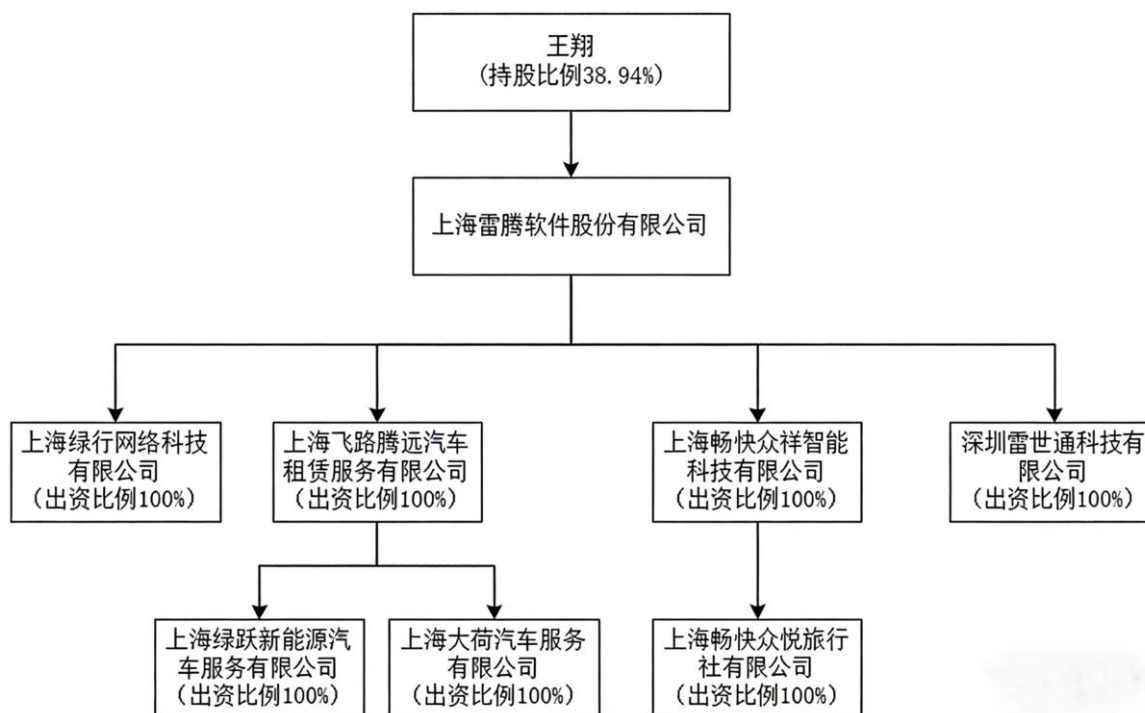 王翔
(持股比例38.94%)
上海雷腾软件股份有限公司
上海绿行网络科技
有限公司
(出资比例100%)
上海飞路腾远汽车
租赁服务有限公司
(出资比例100%)
上海畅快众祥智能
科技有限公司
(出资比例100%)
深圳雷世通科技有
限公司
(出资比例100%)
上海绿跃新能源汽
车服务有限公司
(出资比例100%)
上海大荷汽车服务
有限公司
(出资比例100%)
上海畅快众悦旅行
社有限公司
(出资比例100%)